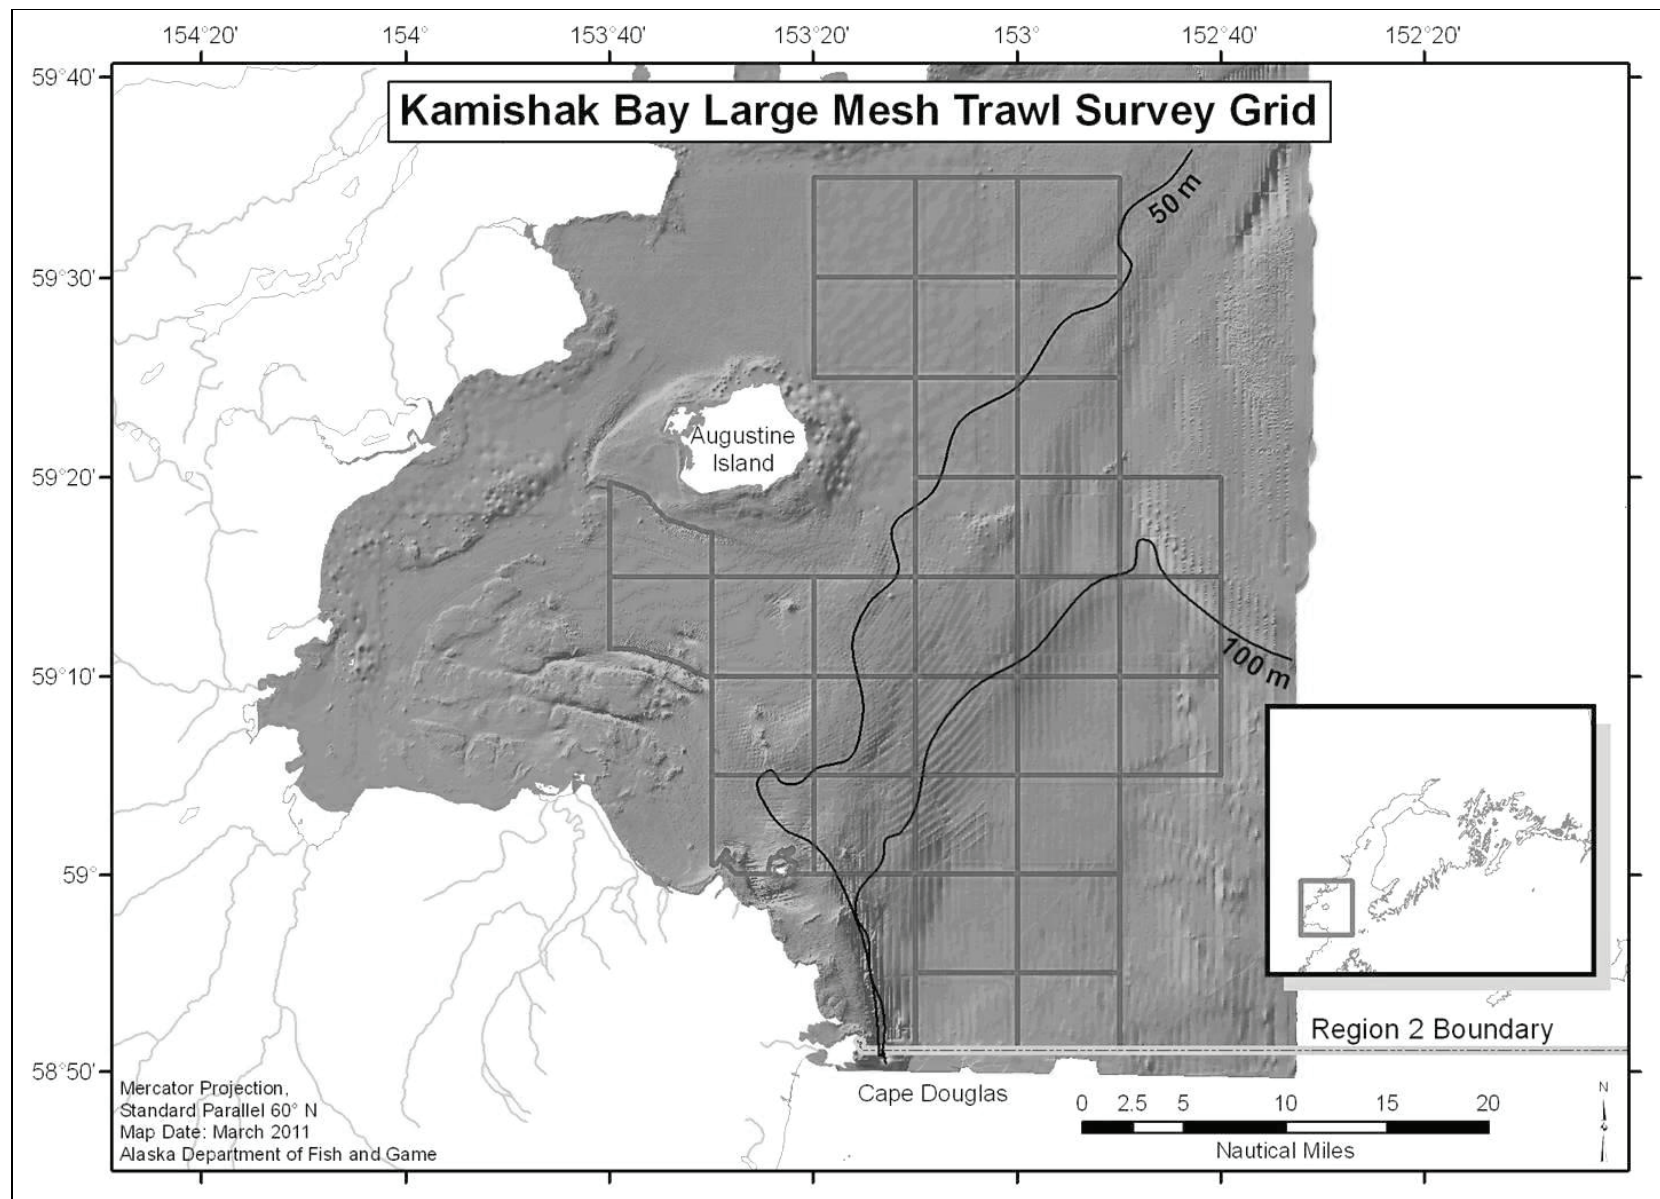 154°20' 154° 153°40' 153°20' 153° 152°40' 152°20'
59°40'
Kamishak Bay Large Mesh Trawl Survey Grid
50 m
59°30'
Augustine
Island
59°20'
100 m
59°10'
59°
Region 2 Boundary
58°50'
Cape Douglas
Mercator Projection,
Standard Parallel 60° N
Map Date: March 2011
Alaska Department of Fish and Game
0 2.5 5 10 15 20
Nautical Miles
N